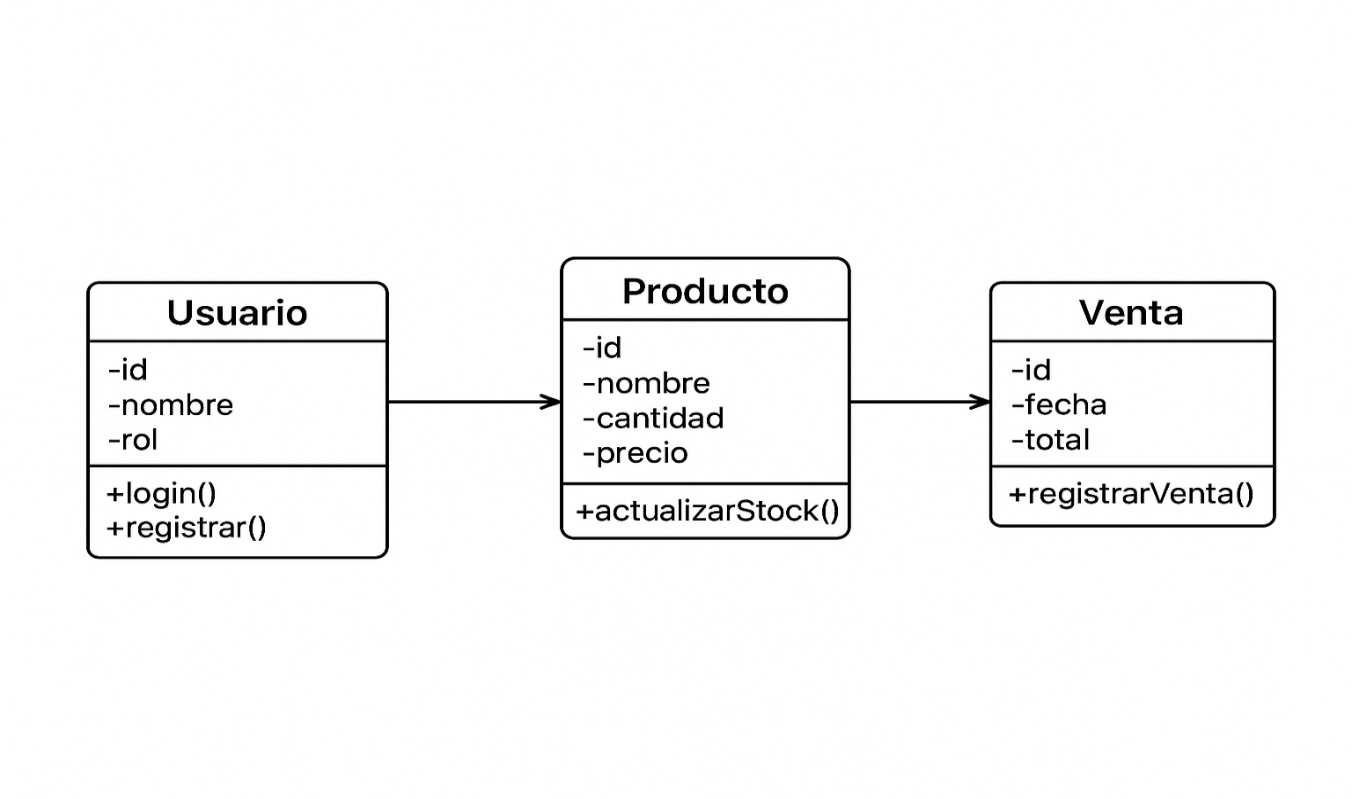 Usuario
-id
-nombre
-rol
+login()
+registrar()
Producto
-id
-nombre
-cantidad
-precio
+actualizarStock()
Venta
-id
-fecha
-total
+registrarVenta()